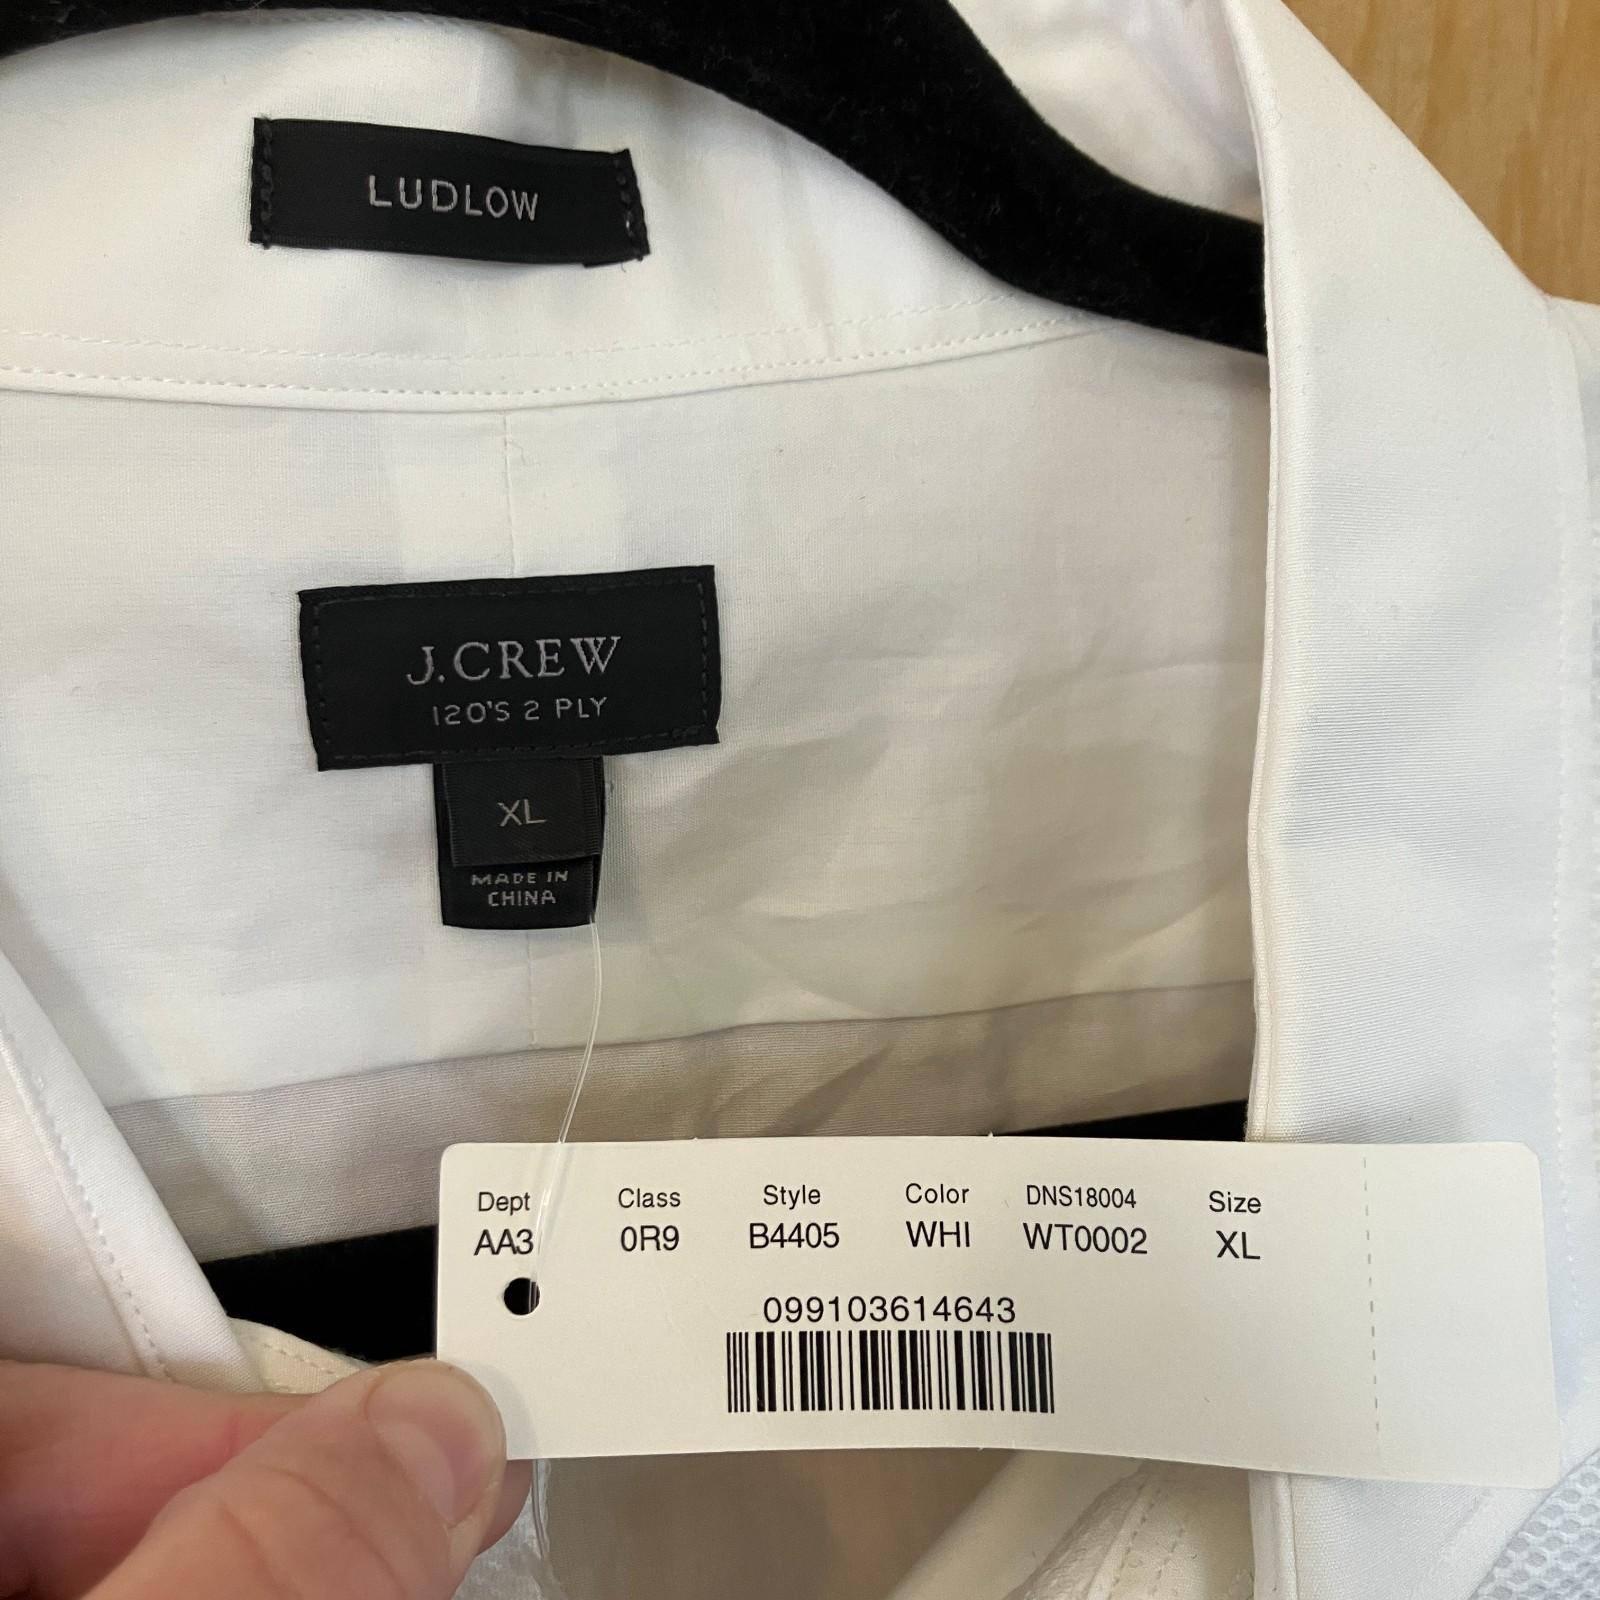 LUDLOW
J.CREW
120'S 2 PLY
XL
MADE IN
CHINA
Dept Class Style Color DNS18004 Size
AA3 0R9 B4405 WHI WT0002 XL
099103614643